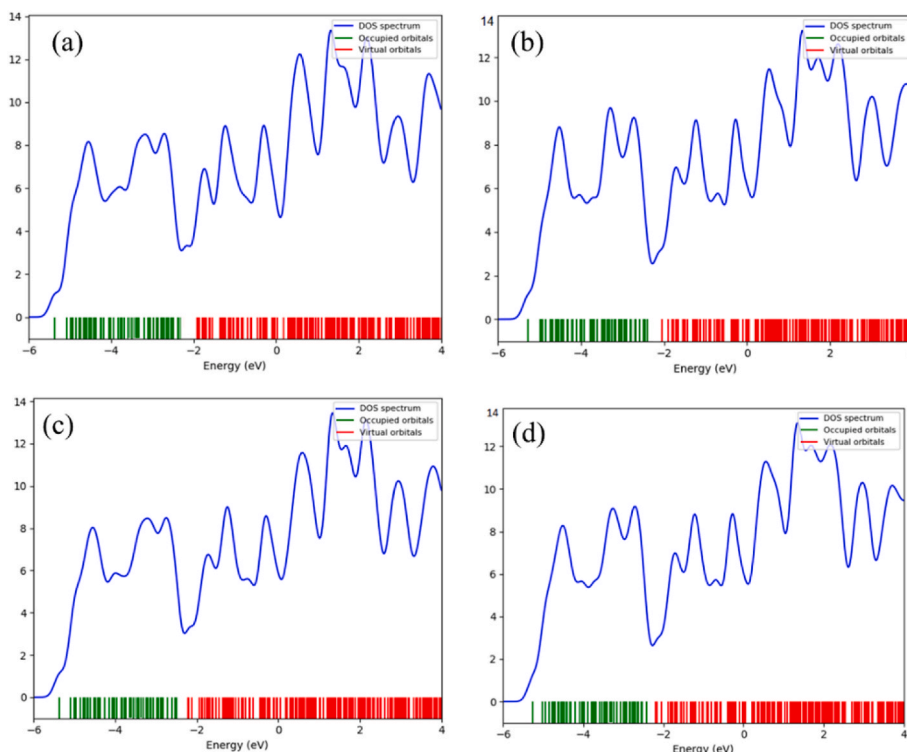 (a)
DOS spectrum
Occupied orbitals
Virtual orbitals
14
12
10
8
6
4
2
0
−6
−4
−2
0
2
4
Energy (eV)
(b)
DOS spectrum
Occupied orbitals
Virtual orbitals
14
12
10
8
6
4
2
0
−6
−4
−2
0
2
Energy (eV)
(c)
DOS spectrum
Occupied orbitals
Virtual orbitals
14
12
10
8
6
4
2
0
−6
−4
−2
0
2
4
Energy (eV)
(d)
DOS spectrum
Occupied orbitals
Virtual orbitals
14
12
10
8
6
4
2
0
−6
−4
−2
0
2
4
Energy (eV)